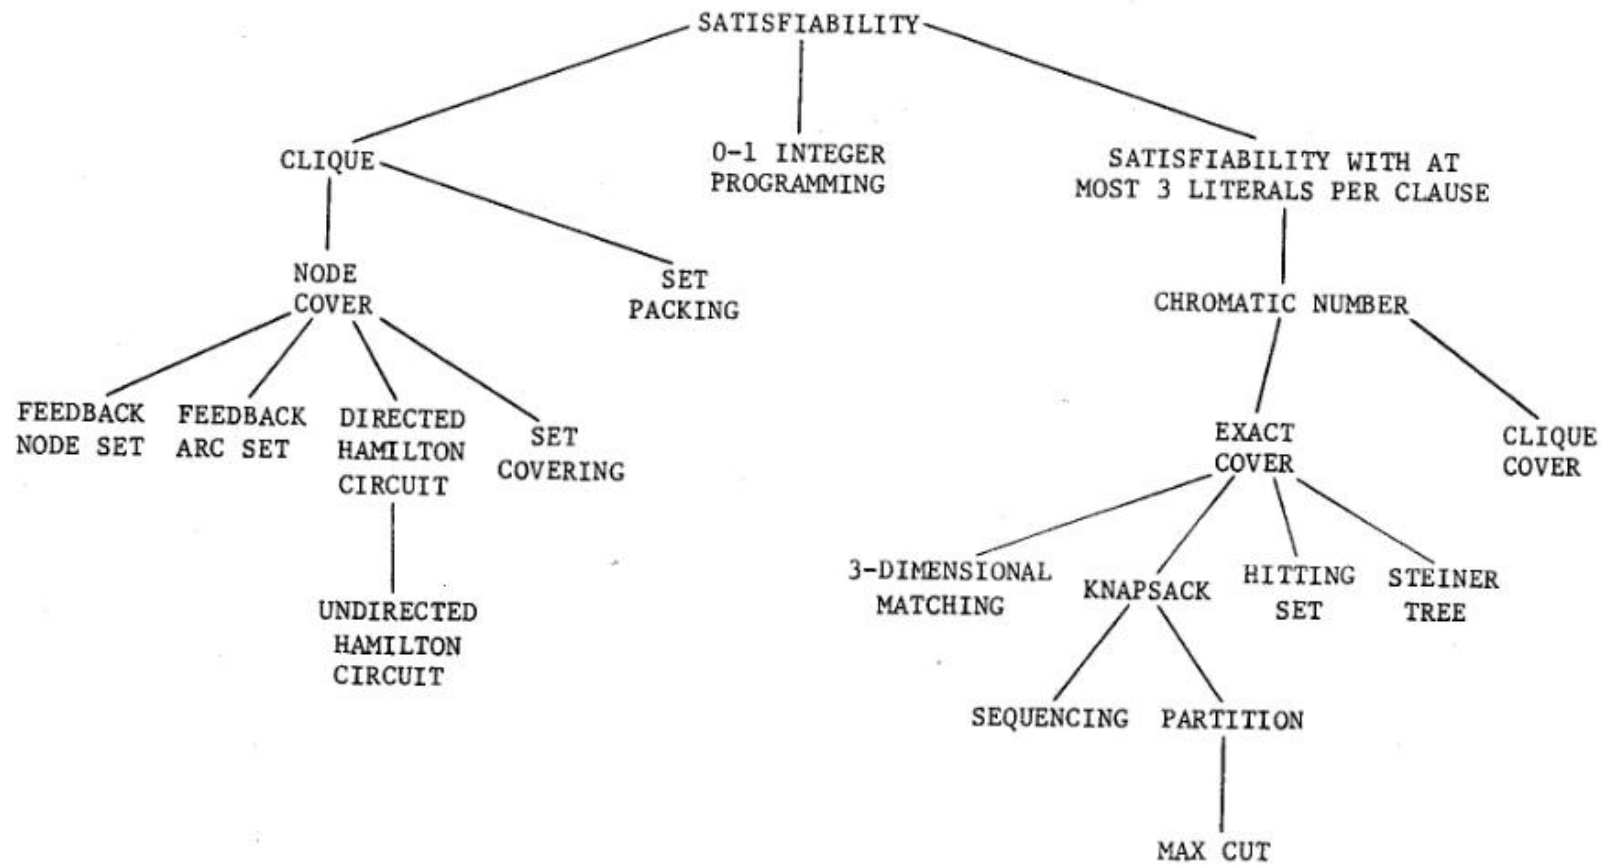 SATISFIABILITY
CLIQUE
0-1 INTEGER
PROGRAMMING
SATISFIABILITY WITH AT
MOST 3 LITERALS PER CLAUSE
NODE
COVER
SET
PACKING
CHROMATIC NUMBER
FEEDBACK
NODE SET
FEEDBACK
ARC SET
DIRECTED
HAMILTON
CIRCUIT
SET
COVERING
EXACT
COVER
CLIQUE
COVER
UNDIRECTED
HAMILTON
CIRCUIT
3-DIMENSIONAL
MATCHING
KNAPSACK
HITTING
SET
STEINER
TREE
SEQUENCING
PARTITION
MAX CUT